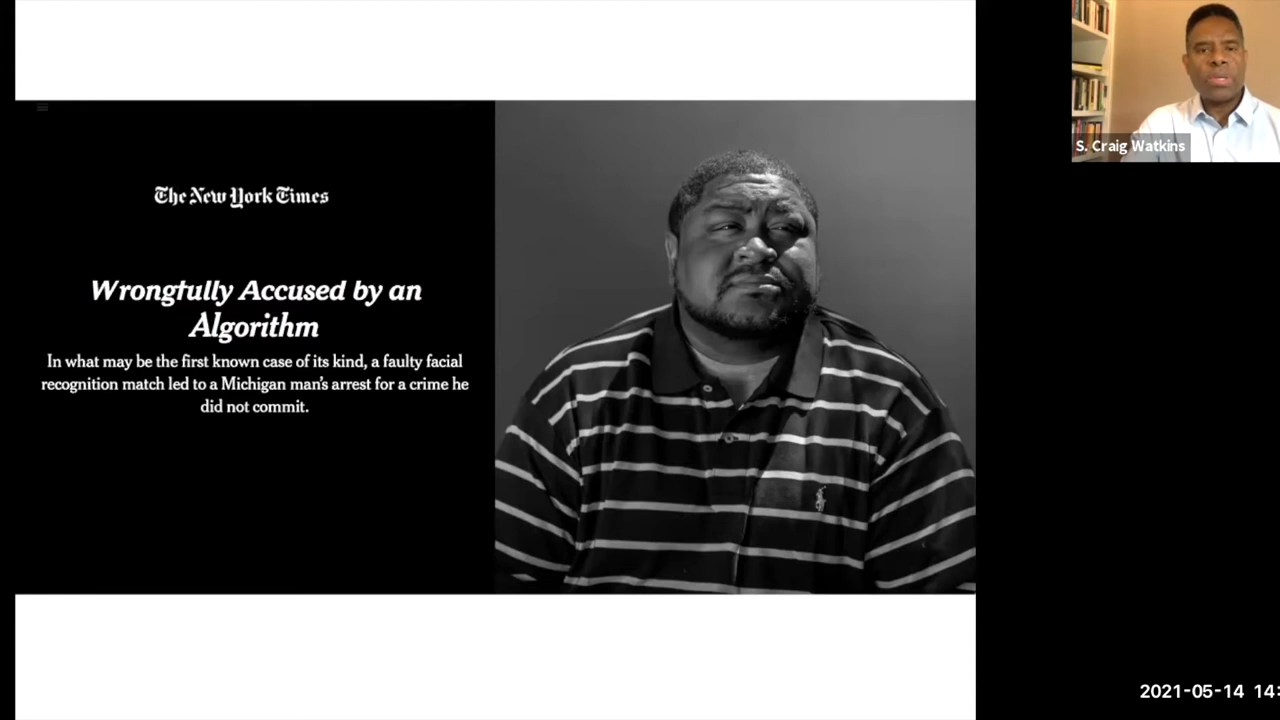 The New York Times
Wrongfully Accused by an
Algorithm
In what may be the first known case of its kind, a faulty facial
recognition match led to a Michigan man's arrest for a crime he
did not commit.
S. Craig Watkins
2021-05-14 14: